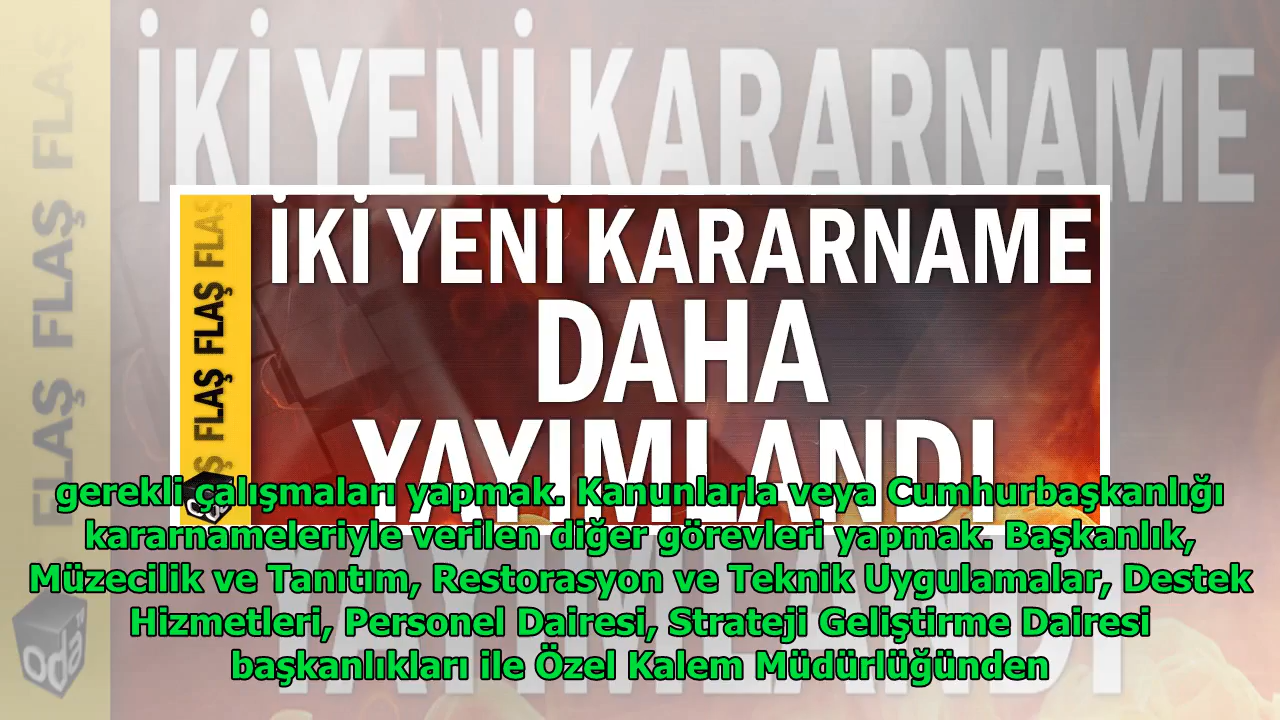 İKİ YENİ KARARNAME
FLAŞ FLAŞ FLAŞ
İKİ YENİ KARARNAME
DAHA
YAYIMLANDI
FLAŞ FLAŞ FLAŞ
gerekli çalışmaları yapmak. Kanunlarla veya Cumhurbaşkanlığı
kararnameleriyle verilen diğer görevleri yapmak. Başkanlık,
Müzecilik ve Tanıtım, Restorasyon ve Teknik Uygulamalar, Destek
Hizmetleri, Personel Dairesi, Strateji Geliştirme Dairesi
başkanlıkları ile Özel Kalem Müdürlüğünden
YAYIMLANDI
oda